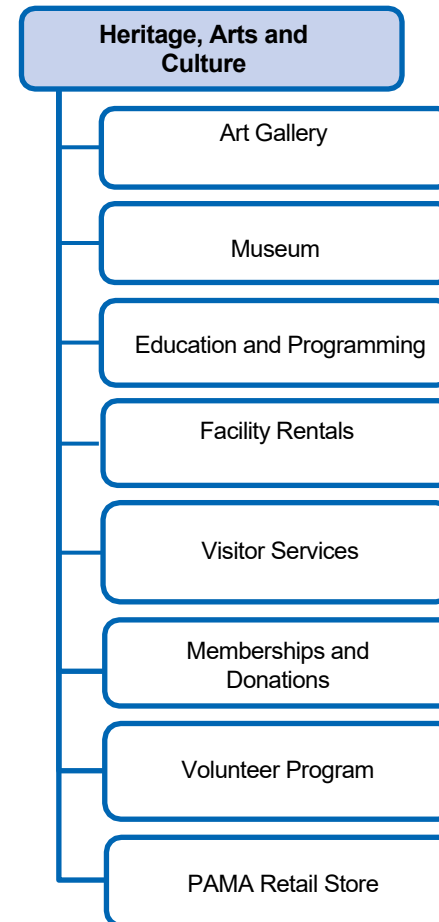 Heritage, Arts and
Culture
Art Gallery
Museum
Education and Programming
Facility Rentals
Visitor Services
Memberships and
Donations
Volunteer Program
PAMA Retail Store